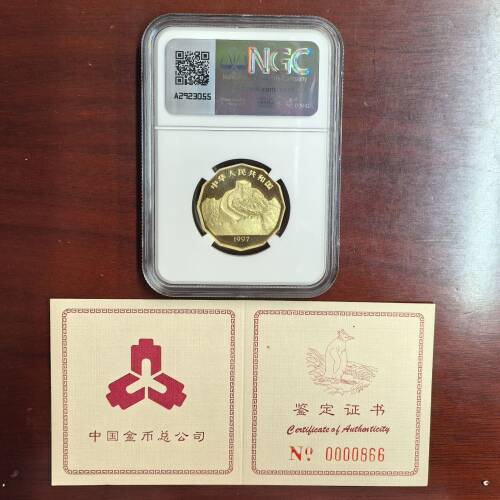 NGC
A2923055
中华人民共和国
1997
中国金币总公司
鉴定证书
Certificate of Authenticity
No 0000866